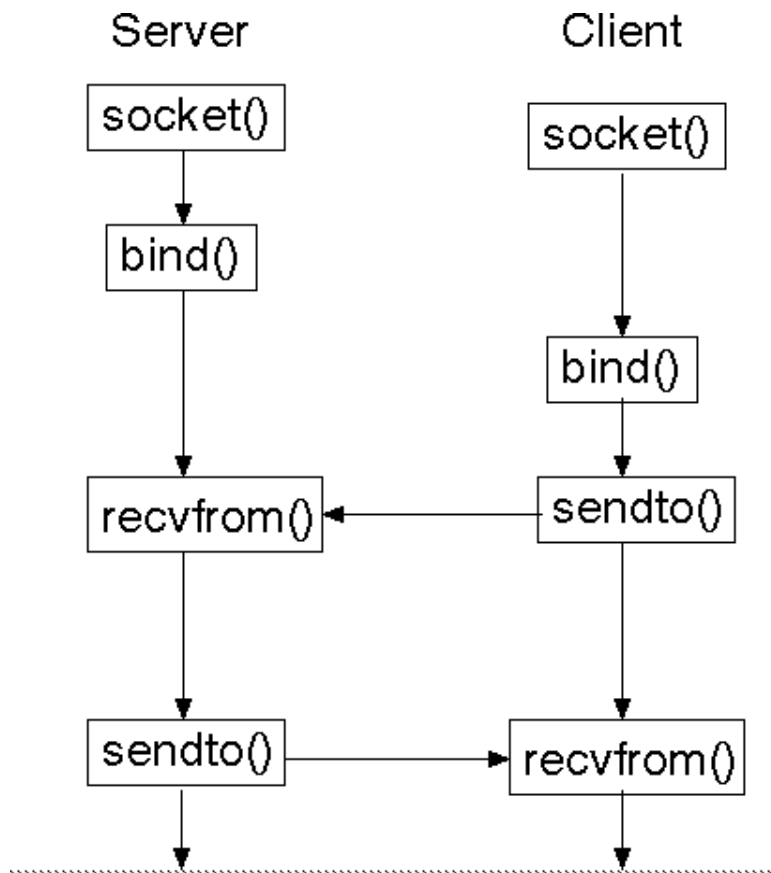 Server
Client
socket()
socket()
bind()
bind()
recvfrom()
sendto()
sendto()
recvfrom()